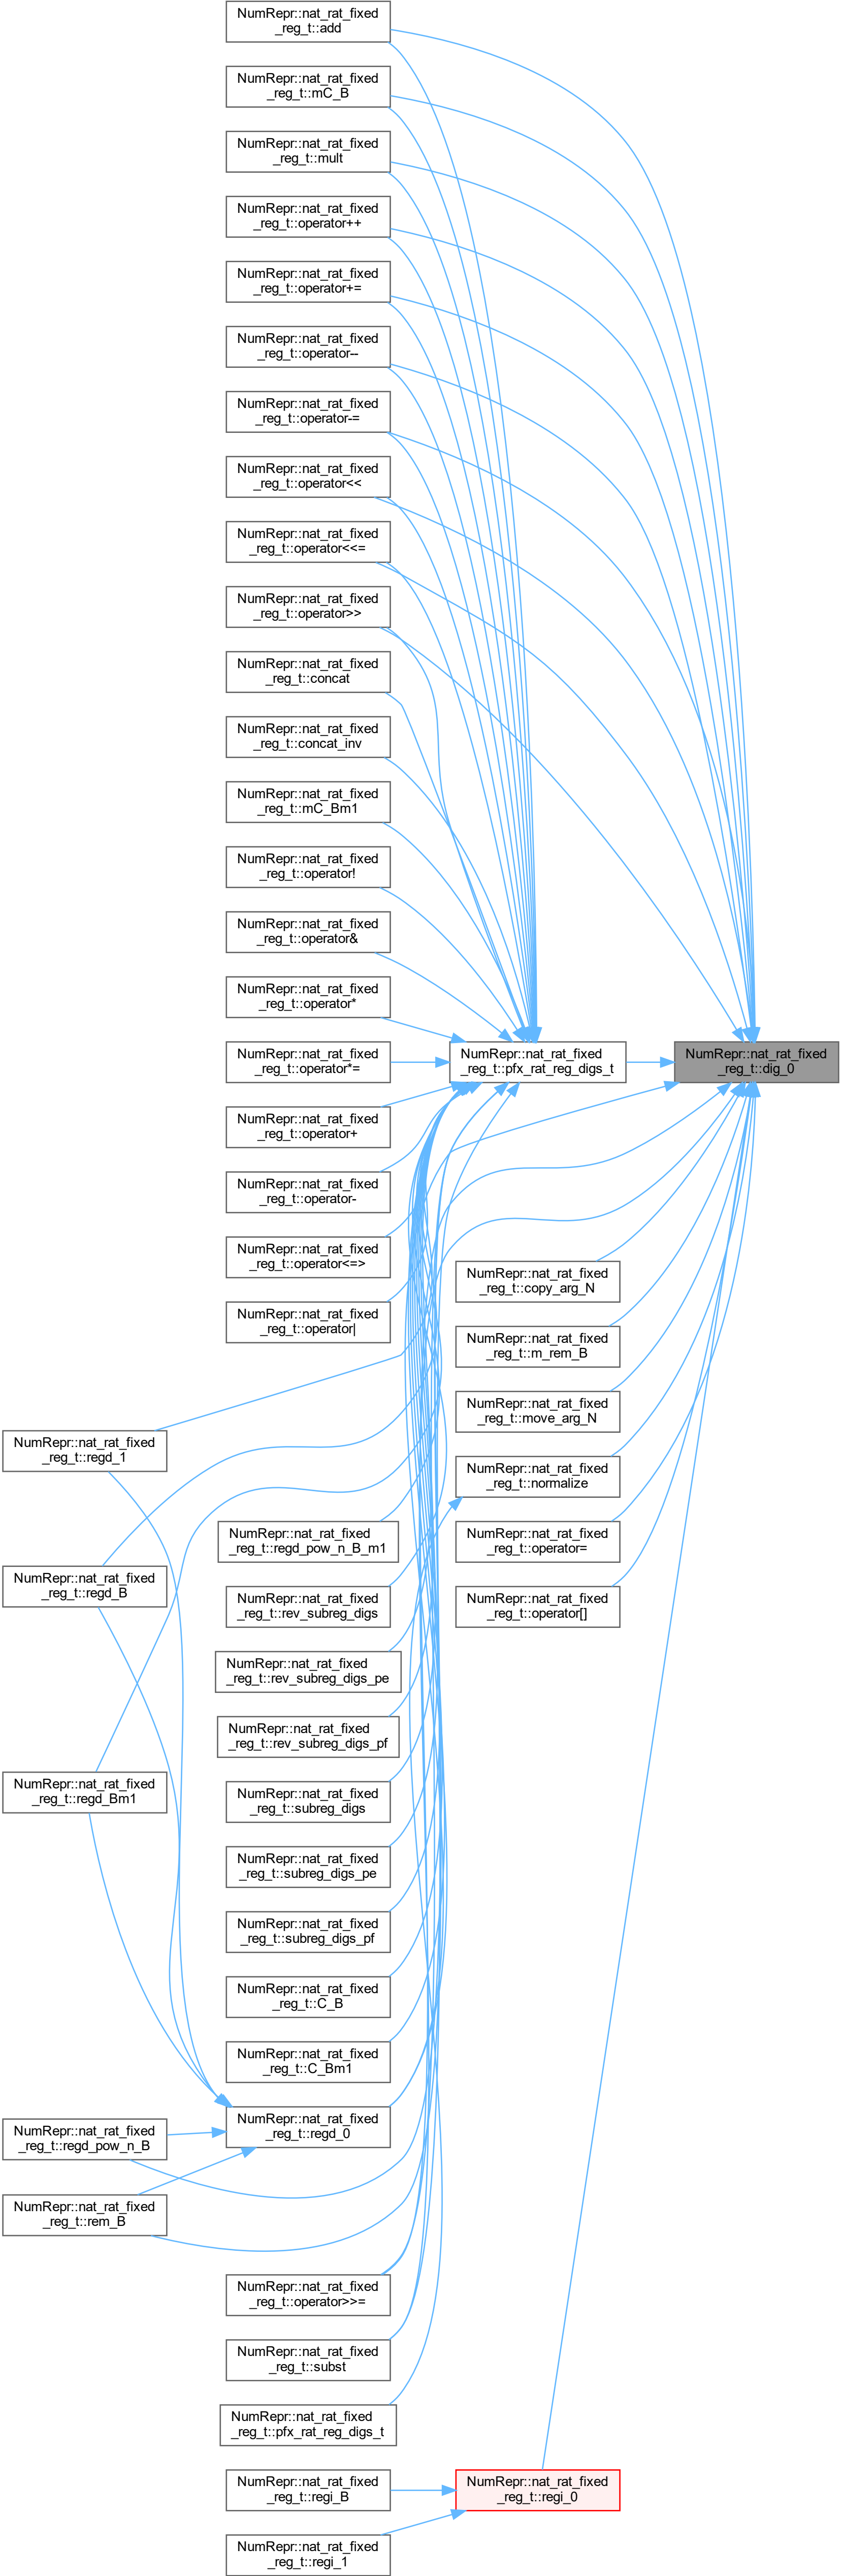 NumRepr::nat_rat_fixed
_reg_t::add
NumRepr::nat_rat_fixed
_reg_t::mC_B
NumRepr::nat_rat_fixed
_reg_t::mult
NumRepr::nat_rat_fixed
_reg_t::operator++
NumRepr::nat_rat_fixed
_reg_t::operator+=
NumRepr::nat_rat_fixed
_reg_t::operator--
NumRepr::nat_rat_fixed
_reg_t::operator-=
NumRepr::nat_rat_fixed
_reg_t::operator<<
NumRepr::nat_rat_fixed
_reg_t::operator<<=
NumRepr::nat_rat_fixed
_reg_t::operator>>
NumRepr::nat_rat_fixed
_reg_t::concat
NumRepr::nat_rat_fixed
_reg_t::concat_inv
NumRepr::nat_rat_fixed
_reg_t::mC_Bm1
NumRepr::nat_rat_fixed
_reg_t::operator!
NumRepr::nat_rat_fixed
_reg_t::operator&
NumRepr::nat_rat_fixed
_reg_t::operator*
NumRepr::nat_rat_fixed
_reg_t::operator*=
NumRepr::nat_rat_fixed
_reg_t::pfx_rat_reg_digs_t
NumRepr::nat_rat_fixed
_reg_t::dig_0
NumRepr::nat_rat_fixed
_reg_t::operator+
NumRepr::nat_rat_fixed
_reg_t::operator-
NumRepr::nat_rat_fixed
_reg_t::operator<=>
NumRepr::nat_rat_fixed
_reg_t::copy_arg_N
NumRepr::nat_rat_fixed
_reg_t::operator|
NumRepr::nat_rat_fixed
_reg_t::m_rem_B
NumRepr::nat_rat_fixed
_reg_t::move_arg_N
NumRepr::nat_rat_fixed
_reg_t::regd_1
NumRepr::nat_rat_fixed
_reg_t::normalize
NumRepr::nat_rat_fixed
_reg_t::regd_pow_n_B_m1
NumRepr::nat_rat_fixed
_reg_t::operator=
NumRepr::nat_rat_fixed
_reg_t::regd_B
NumRepr::nat_rat_fixed
_reg_t::rev_subreg_digs
NumRepr::nat_rat_fixed
_reg_t::operator[]
NumRepr::nat_rat_fixed
_reg_t::rev_subreg_digs_pe
NumRepr::nat_rat_fixed
_reg_t::rev_subreg_digs_pf
NumRepr::nat_rat_fixed
_reg_t::regd_Bm1
NumRepr::nat_rat_fixed
_reg_t::subreg_digs
NumRepr::nat_rat_fixed
_reg_t::subreg_digs_pe
NumRepr::nat_rat_fixed
_reg_t::subreg_digs_pf
NumRepr::nat_rat_fixed
_reg_t::C_B
NumRepr::nat_rat_fixed
_reg_t::C_Bm1
NumRepr::nat_rat_fixed
_reg_t::regd_0
NumRepr::nat_rat_fixed
_reg_t::regd_pow_n_B
NumRepr::nat_rat_fixed
_reg_t::rem_B
NumRepr::nat_rat_fixed
_reg_t::operator>>=
NumRepr::nat_rat_fixed
_reg_t::subst
NumRepr::nat_rat_fixed
_reg_t::pfx_rat_reg_digs_t
NumRepr::nat_rat_fixed
_reg_t::regi_B
NumRepr::nat_rat_fixed
_reg_t::regi_0
NumRepr::nat_rat_fixed
_reg_t::regi_1